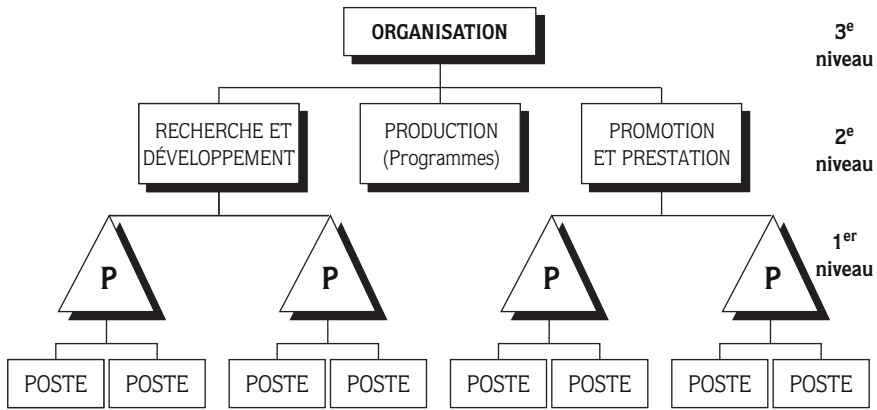 ORGANISATION
3e
niveau
RECHERCHE ET
DÉVELOPPEMENT
PRODUCTION
(Programmes)
PROMOTION
ET PRESTATION
2e
niveau
P
P
P
P
1er
niveau
POSTE
POSTE
POSTE
POSTE
POSTE
POSTE
POSTE
POSTE